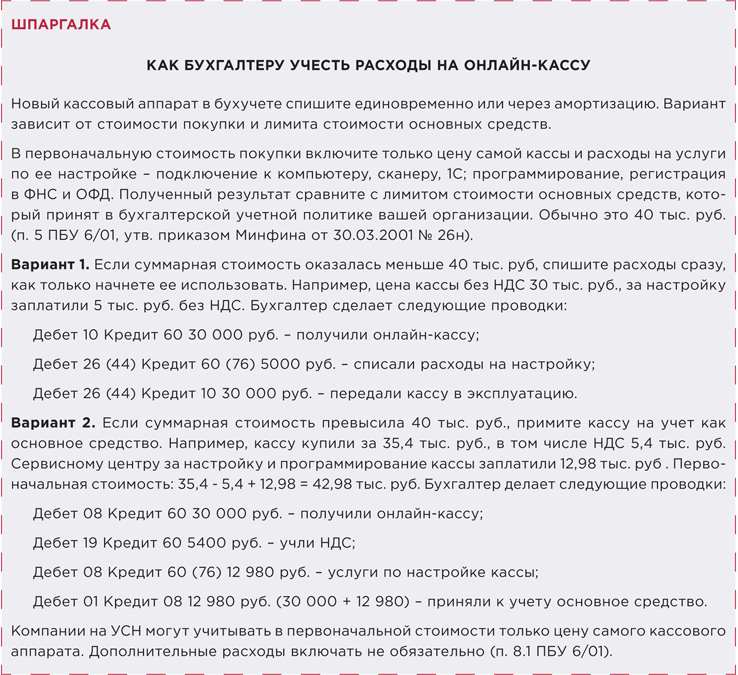 ШПАРГАЛКА
КАК БУХГАЛТЕРУ УЧЕСТЬ РАСХОДЫ НА ОНЛАЙН-КАССУ
Новый кассовый аппарат в бухучете спишите единовременно или через амортизацию. Вариант
зависит от стоимости покупки и лимита стоимости основных средств.
В первоначальную стоимость покупки включите только цену самой кассы и расходы на услуги
по ее настройке – подключение к компьютеру, сканеру, 1С; программирование, регистрация
в ФНС и ОФД. Полученный результат сравните с лимитом стоимости основных средств, кото-
рый принят в бухгалтерской учетной политике вашей организации. Обычно это 40 тыс. руб.
(п. 5 ПБУ 6/01, утв. приказом Минфина от 30.03.2001 № 26н).
Вариант 1. Если суммарная стоимость оказалась меньше 40 тыс. руб, спишите расходы сразу,
как только начнете ее использовать. Например, цена кассы без НДС 30 тыс. руб., за настройку
заплатили 5 тыс. руб. без НДС. Бухгалтер сделает следующие проводки:
Дебет 10 Кредит 60 30 000 руб. – получили онлайн-кассу;
Дебет 26 (44) Кредит 60 (76) 5000 руб. – списали расходы на настройку;
Дебет 26 (44) Кредит 10 30 000 руб. – передали кассу в эксплуатацию.
Вариант 2. Если суммарная стоимость превысила 40 тыс. руб., примите кассу на учет как
основное средство. Например, кассу купили за 35,4 тыс. руб., в том числе НДС 5,4 тыс. руб.
Сервисному центру за настройку и программирование кассы заплатили 12,98 тыс. руб . Перво-
начальная стоимость: 35,4 - 5,4 + 12,98 = 42,98 тыс. руб. Бухгалтер делает следующие проводки:
Дебет 08 Кредит 60 30 000 руб. – получили онлайн-кассу;
Дебет 19 Кредит 60 5400 руб. – учли НДС;
Дебет 08 Кредит 60 (76) 12 980 руб. – услуги по настройке кассы;
Дебет 01 Кредит 08 12 980 руб. (30 000 + 12 980) – приняли к учету основное средство.
Компании на УСН могут учитывать в первоначальной стоимости только цену самого кассового
аппарата. Дополнительные расходы включать не обязательно (п. 8.1 ПБУ 6/01).